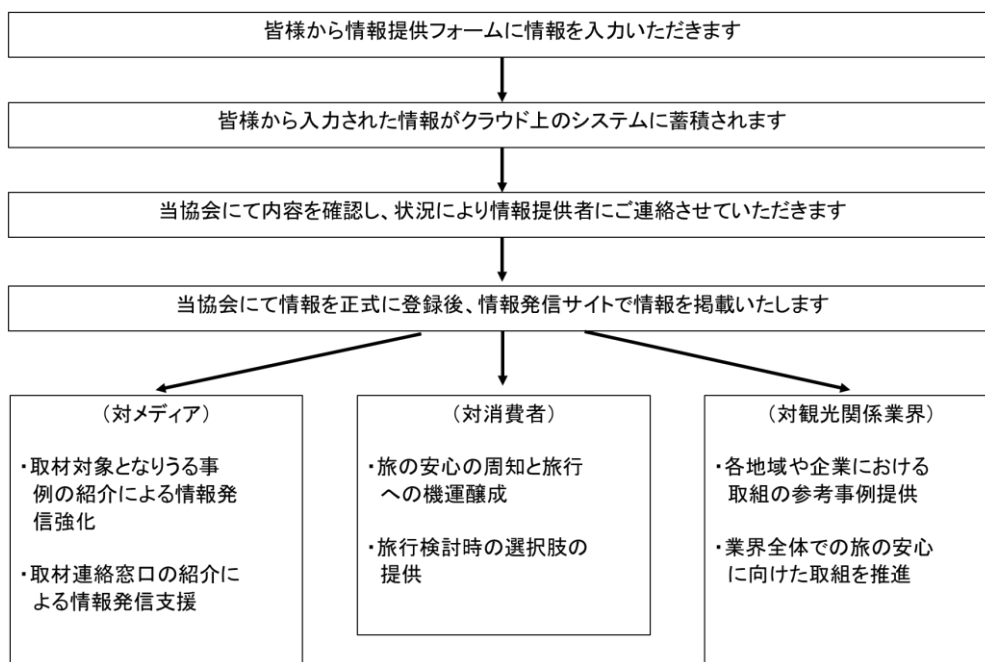 皆様から情報提供フォームに情報を入力いただきます
皆様から入力された情報がクラウド上のシステムに蓄積されます
当協会にて内容を確認し、状況により情報提供者にご連絡させていただきます
当協会にて情報を正式に登録後、情報発信サイトで情報を掲載いたします
（対メディア）
・取材対象となりうる事
例の紹介による情報発
信強化
・取材連絡窓口の紹介に
よる情報発信支援
（対消費者）
・旅の安心の周知と旅行
への機運醸成
・旅行検討時の選択肢の
提供
（対観光関係業界）
・各地域や企業における
取組の参考事例提供
・業界全体での旅の安心
に向けた取組を推進